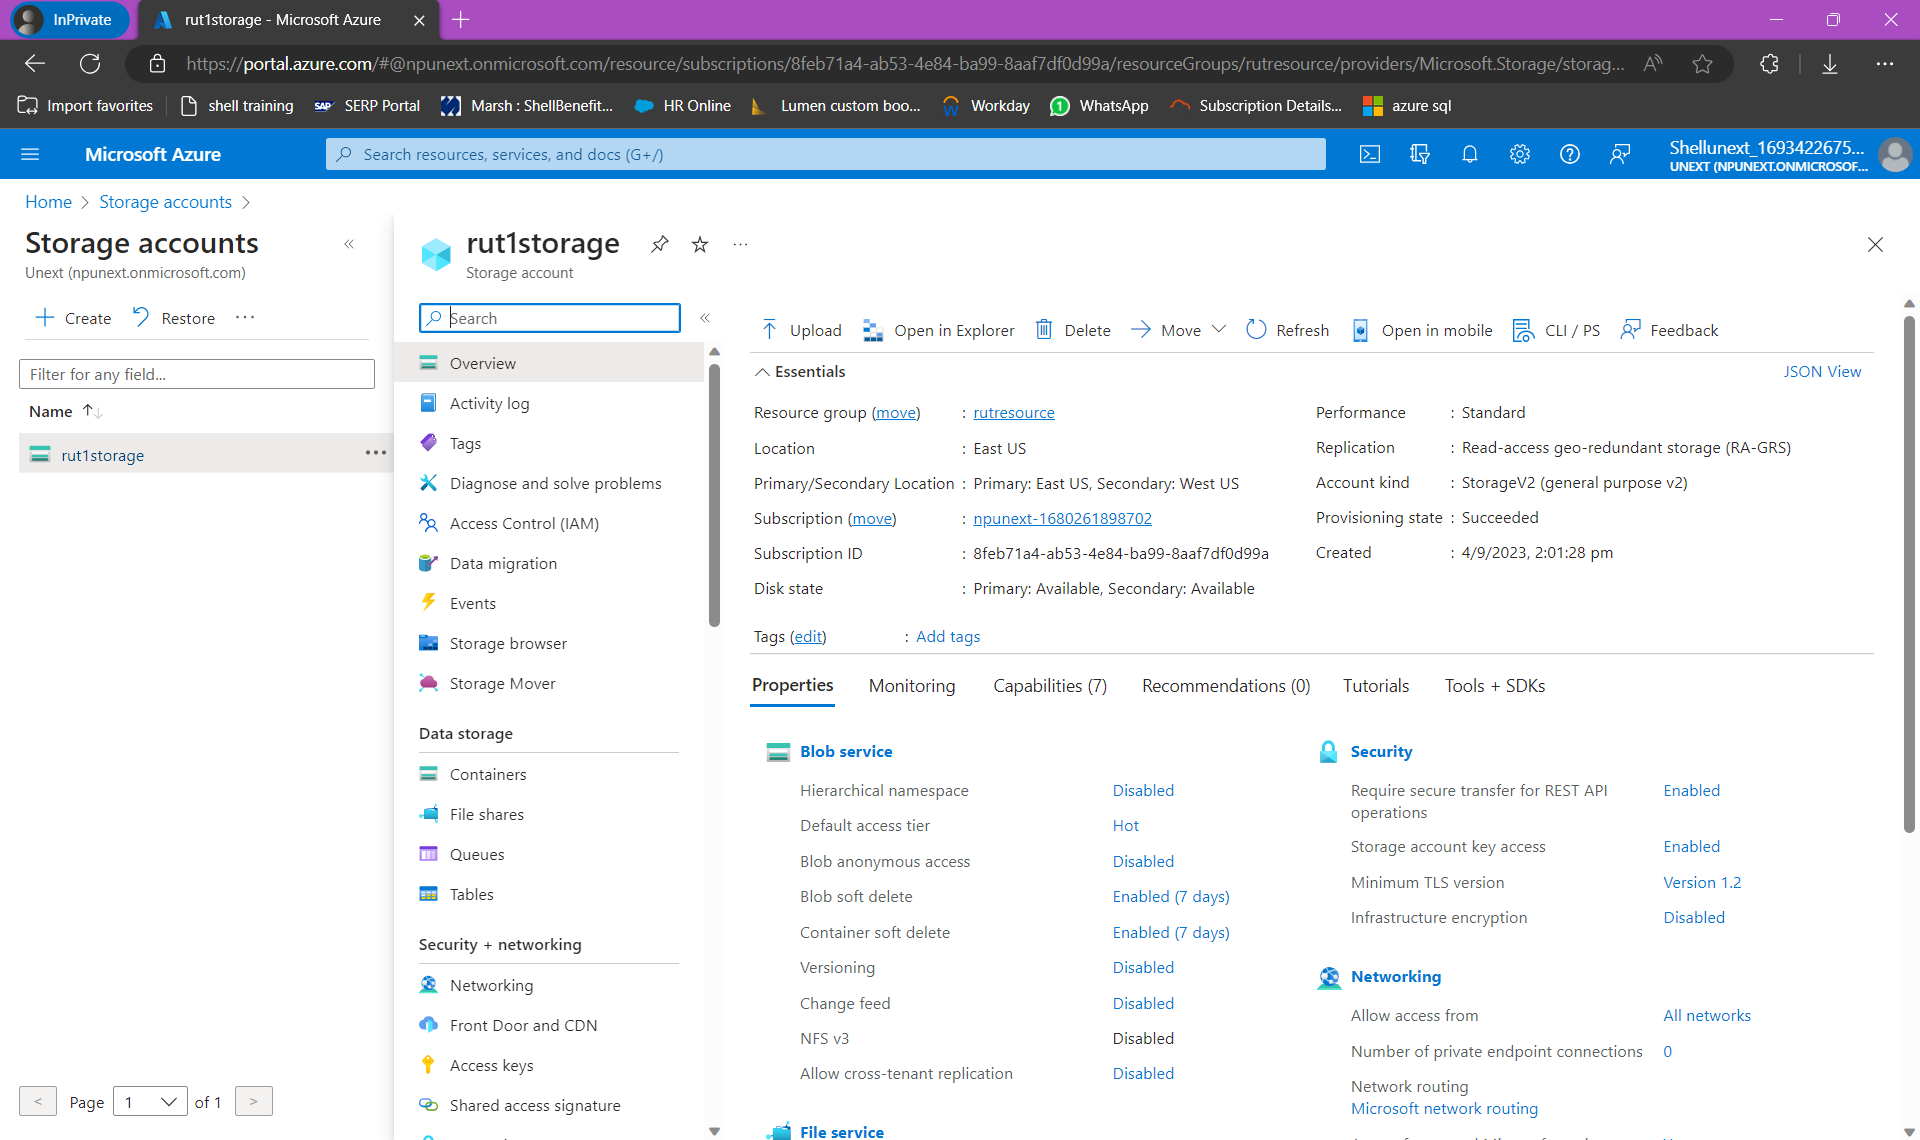 InPrivate
rut1storage - Microsoft Azure
https://portal.azure.com/#@npunext.onmicrosoft.com/resource/subscriptions/8feb71a4-ab53-4e84-ba99-8aaf7df0d99a/resourceGroups/rutresource/providers/Microsoft.Storage/storag...
Import favorites
shell training
SAP SERP Portal
Marsh : ShellBenefit...
HR Online
Lumen custom boo...
Workday
1 WhatsApp
Subscription Details...
azure sql
Microsoft Azure
Search resources, services, and docs (G+/)
Shellunext_1693422675...
UNEXT (NPUNEXT.ONMICROSOF...
Home > Storage accounts >
Storage accounts
Unext (npunext.onmicrosoft.com)
+ Create
Restore
...
Filter for any field...
Name
rut1storage
Page 1 of 1
rut1storage
Storage account
Search
Overview
Activity log
Tags
Diagnose and solve problems
Access Control (IAM)
Data migration
Events
Storage browser
Storage Mover
Data storage
Containers
File shares
Queues
Tables
Security + networking
Networking
Front Door and CDN
Access keys
Shared access signature
Upload
Open in Explorer
Delete
Move
Refresh
Open in mobile
CLI / PS
Feedback
Essentials
JSON View
Resource group (move) : rutresource
Location : East US
Primary/Secondary Location : Primary: East US, Secondary: West US
Subscription (move) : npunext-1680261898702
Subscription ID : 8feb71a4-ab53-4e84-ba99-8aaf7df0d99a
Disk state : Primary: Available, Secondary: Available
Performance : Standard
Replication : Read-access geo-redundant storage (RA-GRS)
Account kind : StorageV2 (general purpose v2)
Provisioning state : Succeeded
Created : 4/9/2023, 2:01:28 pm
Tags (edit) : Add tags
Properties
Monitoring
Capabilities (7)
Recommendations (0)
Tutorials
Tools + SDKs
Blob service
Hierarchical namespace Disabled
Default access tier Hot
Blob anonymous access Disabled
Blob soft delete Enabled (7 days)
Container soft delete Enabled (7 days)
Versioning Disabled
Change feed Disabled
NFS v3 Disabled
Allow cross-tenant replication Disabled
File service
Security
Require secure transfer for REST API Enabled
operations
Storage account key access Enabled
Minimum TLS version Version 1.2
Infrastructure encryption Disabled
Networking
Allow access from All networks
Number of private endpoint connections 0
Network routing
Microsoft network routing